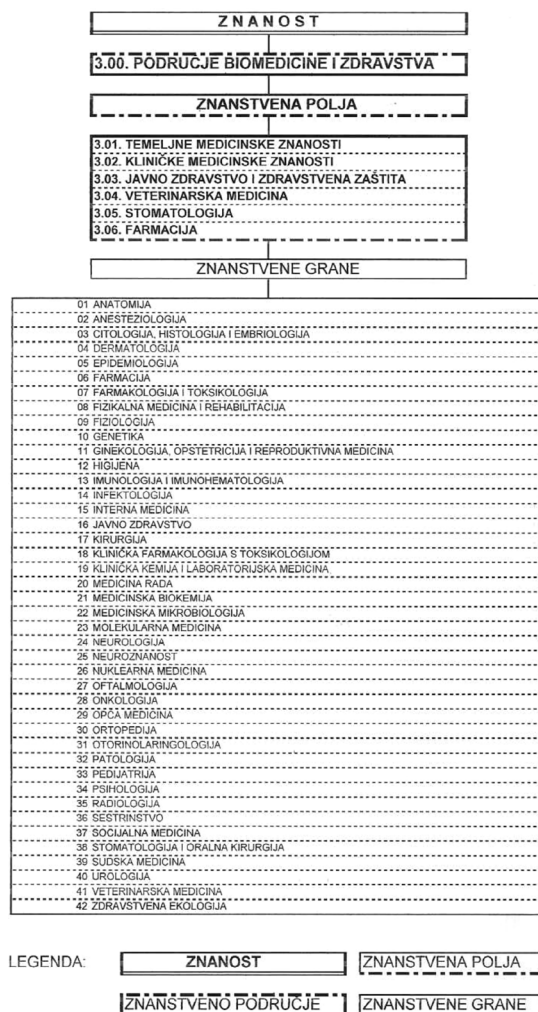 ZNANOST
3.00. PODRUČJE BIOMEDICINE I ZDRAVSTVA
ZNANSTVENA POLJA
3.01. TEMELJNE MEDICINSKE ZNANOSTI
3.02. KLINIČKE MEDICINSKE ZNANOSTI
3.03. JAVNO ZDRAVSTVO I ZDRAVSTVENA ZAŠTITA
3.04. VETERINARSKA MEDICINA
3.05. STOMATOLOGIJA
3.06. FARMACIJA
ZNANSTVENE GRANE
01 ANATOMIJA
02 ANESTEZIOLOGIJA
03 CITOLOGIJA, HISTOLOGIJA I EMBRIOLOGIJA
04 DERMATOLOGIJA
05 EPIDEMIOLOGIJA
06 FARMACIJA
07 FARMAKOLOGIJA I TOKSIKOLOGIJA
08 FIZIKALNA MEDICINA I REHABILITACIJA
09 FIZIOLOGIJA
10 GENETIKA
11 GINEKOLOGIJA, OPSTETRICIJA I REPRODUKTIVNA MEDICINA
12 HIGIJENA
13 IMUNOLOGIJA I IMUNOHEMATOLOGIJA
14 INFEKTOLOGIJA
15 INTERNA MEDICINA
16 JAVNO ZDRAVSTVO
17 KIRURGIJA
18 KLINIČKA FARMAKOLOGIJA S TOKSIKOLOGIJOM
19 KLINIČKA KEMIJA I LABORATORIJSKA MEDICINA
20 MEDICINA RADA
21 MEDICINSKA BIOKEMIJA
22 MEDICINSKA MIKROBIOLOGIJA
23 MOLEKULARNA MEDICINA
24 NEUROLOGIJA
25 NEUROZNANOST
26 NUKLEARNA MEDICINA
27 OFTALMOLOGIJA
28 ONKOLOGIJA
29 OPĆA MEDICINA
30 ORTOPEDIJA
31 OTORINOLARINGOLOGIJA
32 PATOLOGIJA
33 PEDIJATRIJA
34 PSIHOLOGIJA
35 RADIOLOGIJA
36 SESTRINSTVO
37 SOCIJALNA MEDICINA
38 STOMATOLOGIJA I ORALNA KIRURGIJA
39 SUDSKA MEDICINA
40 UROLOGIJA
41 VETERINARSKA MEDICINA
42 ZDRAVSTVENA EKOLOGIJA
LEGENDA: ZNANOST ZNANSTVENA POLJA
ZNANSTVENO PODRUČJE ZNANSTVENE GRANE